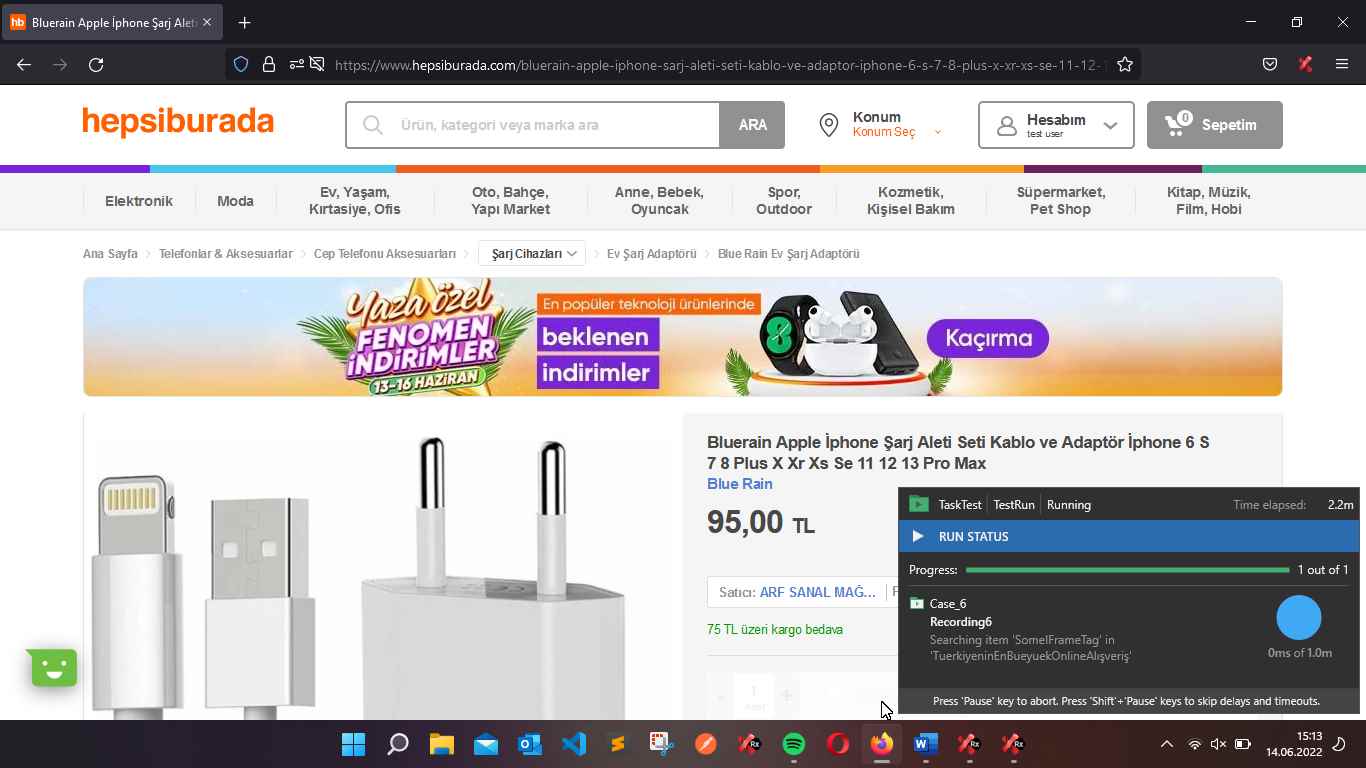 hb
Bluerain Apple İphone Şarj Aleti
https://www.hepsiburada.com/bluerain-apple-iphone-sarj-aleti-seti-kablo-ve-adaptor-iphone-6-s-7-8-plus-x-xr-xs-se-11-12-
hepsiburada
Ürün, kategori veya marka ara
ARA
Konum
Konum Seç
Hesabım
test user
0
Sepetim
Elektronik
Moda
Ev, Yaşam,
Kırtasiye, Ofis
Oto, Bahçe,
Yapı Market
Anne, Bebek,
Oyuncak
Spor,
Outdoor
Kozmetik,
Kişisel Bakım
Süpermarket,
Pet Shop
Kitap, Müzik,
Film, Hobi
Ana Sayfa
Telefonlar & Aksesuarlar
Cep Telefonu Aksesuarları
Şarj Cihazları
Ev Şarj Adaptörü
Blue Rain Ev Şarj Adaptörü
Yaza özel
FENOMEN
İNDİRİMLER
13-16 HAZİRAN
En popüler teknoloji ürünlerinde
beklenen
indirimler
Kaçırma
Bluerain Apple İphone Şarj Aleti Seti Kablo ve Adaptör İphone 6 S
7 8 Plus X Xr Xs Se 11 12 13 Pro Max
Blue Rain
95,00 TL
Satıcı: ARF SANAL MAĞ...
75 TL üzeri kargo bedava
1
TaskTest
TestRun
Running
Time elapsed: 2.2m
RUN STATUS
Progress: 1 out of 1
Case_6
Recording6
Searching item 'SomeIFrameTag' in
'TuerkiyeninEnBueyuekOnlineAlışveriş'
0ms of 1.0m
Press 'Pause' key to abort. Press 'Shift'+'Pause' keys to skip delays and timeouts.
15:13
14.06.2022